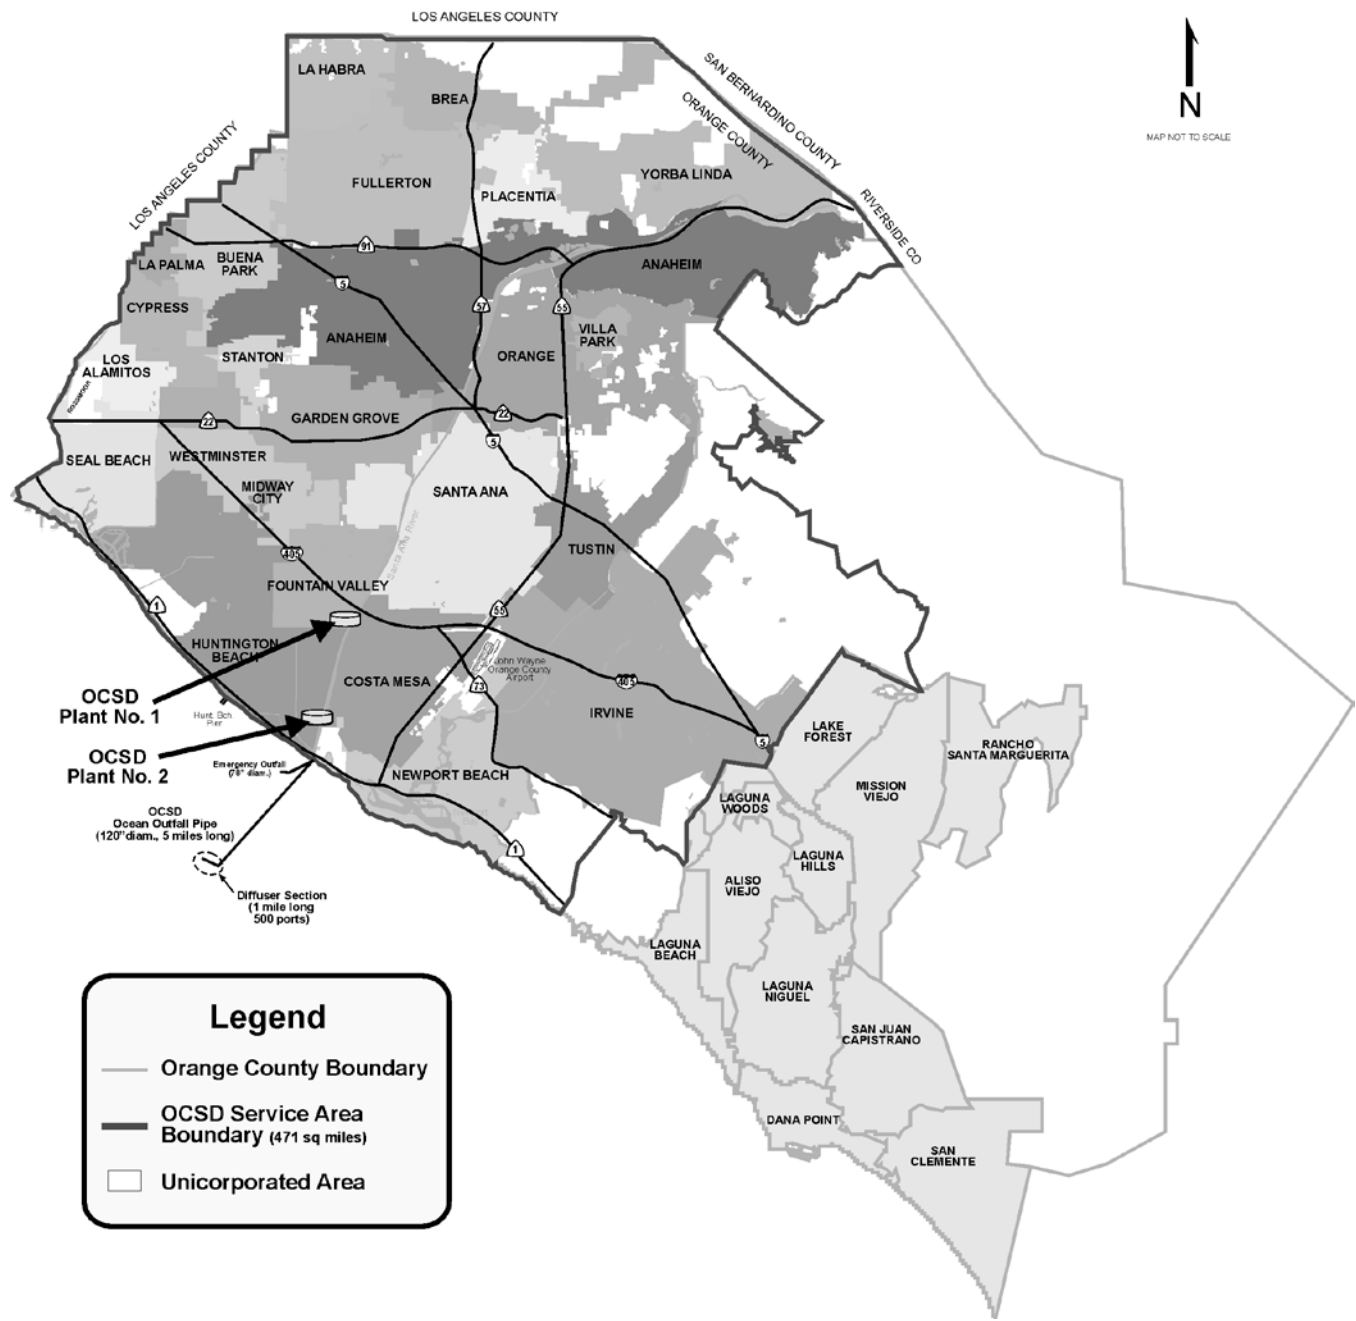 LOS ANGELES COUNTY
N
MAP NOT TO SCALE
SAN BERNARDINO COUNTY
ORANGE COUNTY
LOS ANGELES COUNTY
RIVERSIDE CO
LA HABRA
BREA
FULLERTON
PLACENTIA
YORBA LINDA
91
LA PALMA
BUENA
PARK
5
ANAHEIM
CYPRESS
57
55
ANAHEIM
VILLA
PARK
STANTON
ORANGE
LOS
ALAMITOS
ROSSMOOR
22
GARDEN GROVE
22
5
SEAL BEACH
WESTMINSTER
MIDWAY
CITY
SANTA ANA
Santa Ana River
405
TUSTIN
FOUNTAIN VALLEY
1
55
HUNTINGTON
BEACH
John Wayne
Orange County
Airport
COSTA MESA
73
405
OCSD
Plant No. 1
Hunt. Bch.
Pier
IRVINE
5
OCSD
Plant No. 2
Emergency Outfall
(78" diam.)
NEWPORT BEACH
LAKE
FOREST
RANCHO
SANTA MARGUERITA
MISSION
VIEJO
LAGUNA
WOODS
OCSD
Ocean Outfall Pipe
(120"diam., 5 miles long)
1
LAGUNA
HILLS
ALISO
VIEJO
Diffuser Section
(1 mile long
500 ports)
LAGUNA
BEACH
LAGUNA
NIGUEL
SAN JUAN
CAPISTRANO
DANA POINT
SAN
CLEMENTE
Legend
Orange County Boundary
OCSD Service Area
Boundary (471 sq miles)
Unicorporated Area